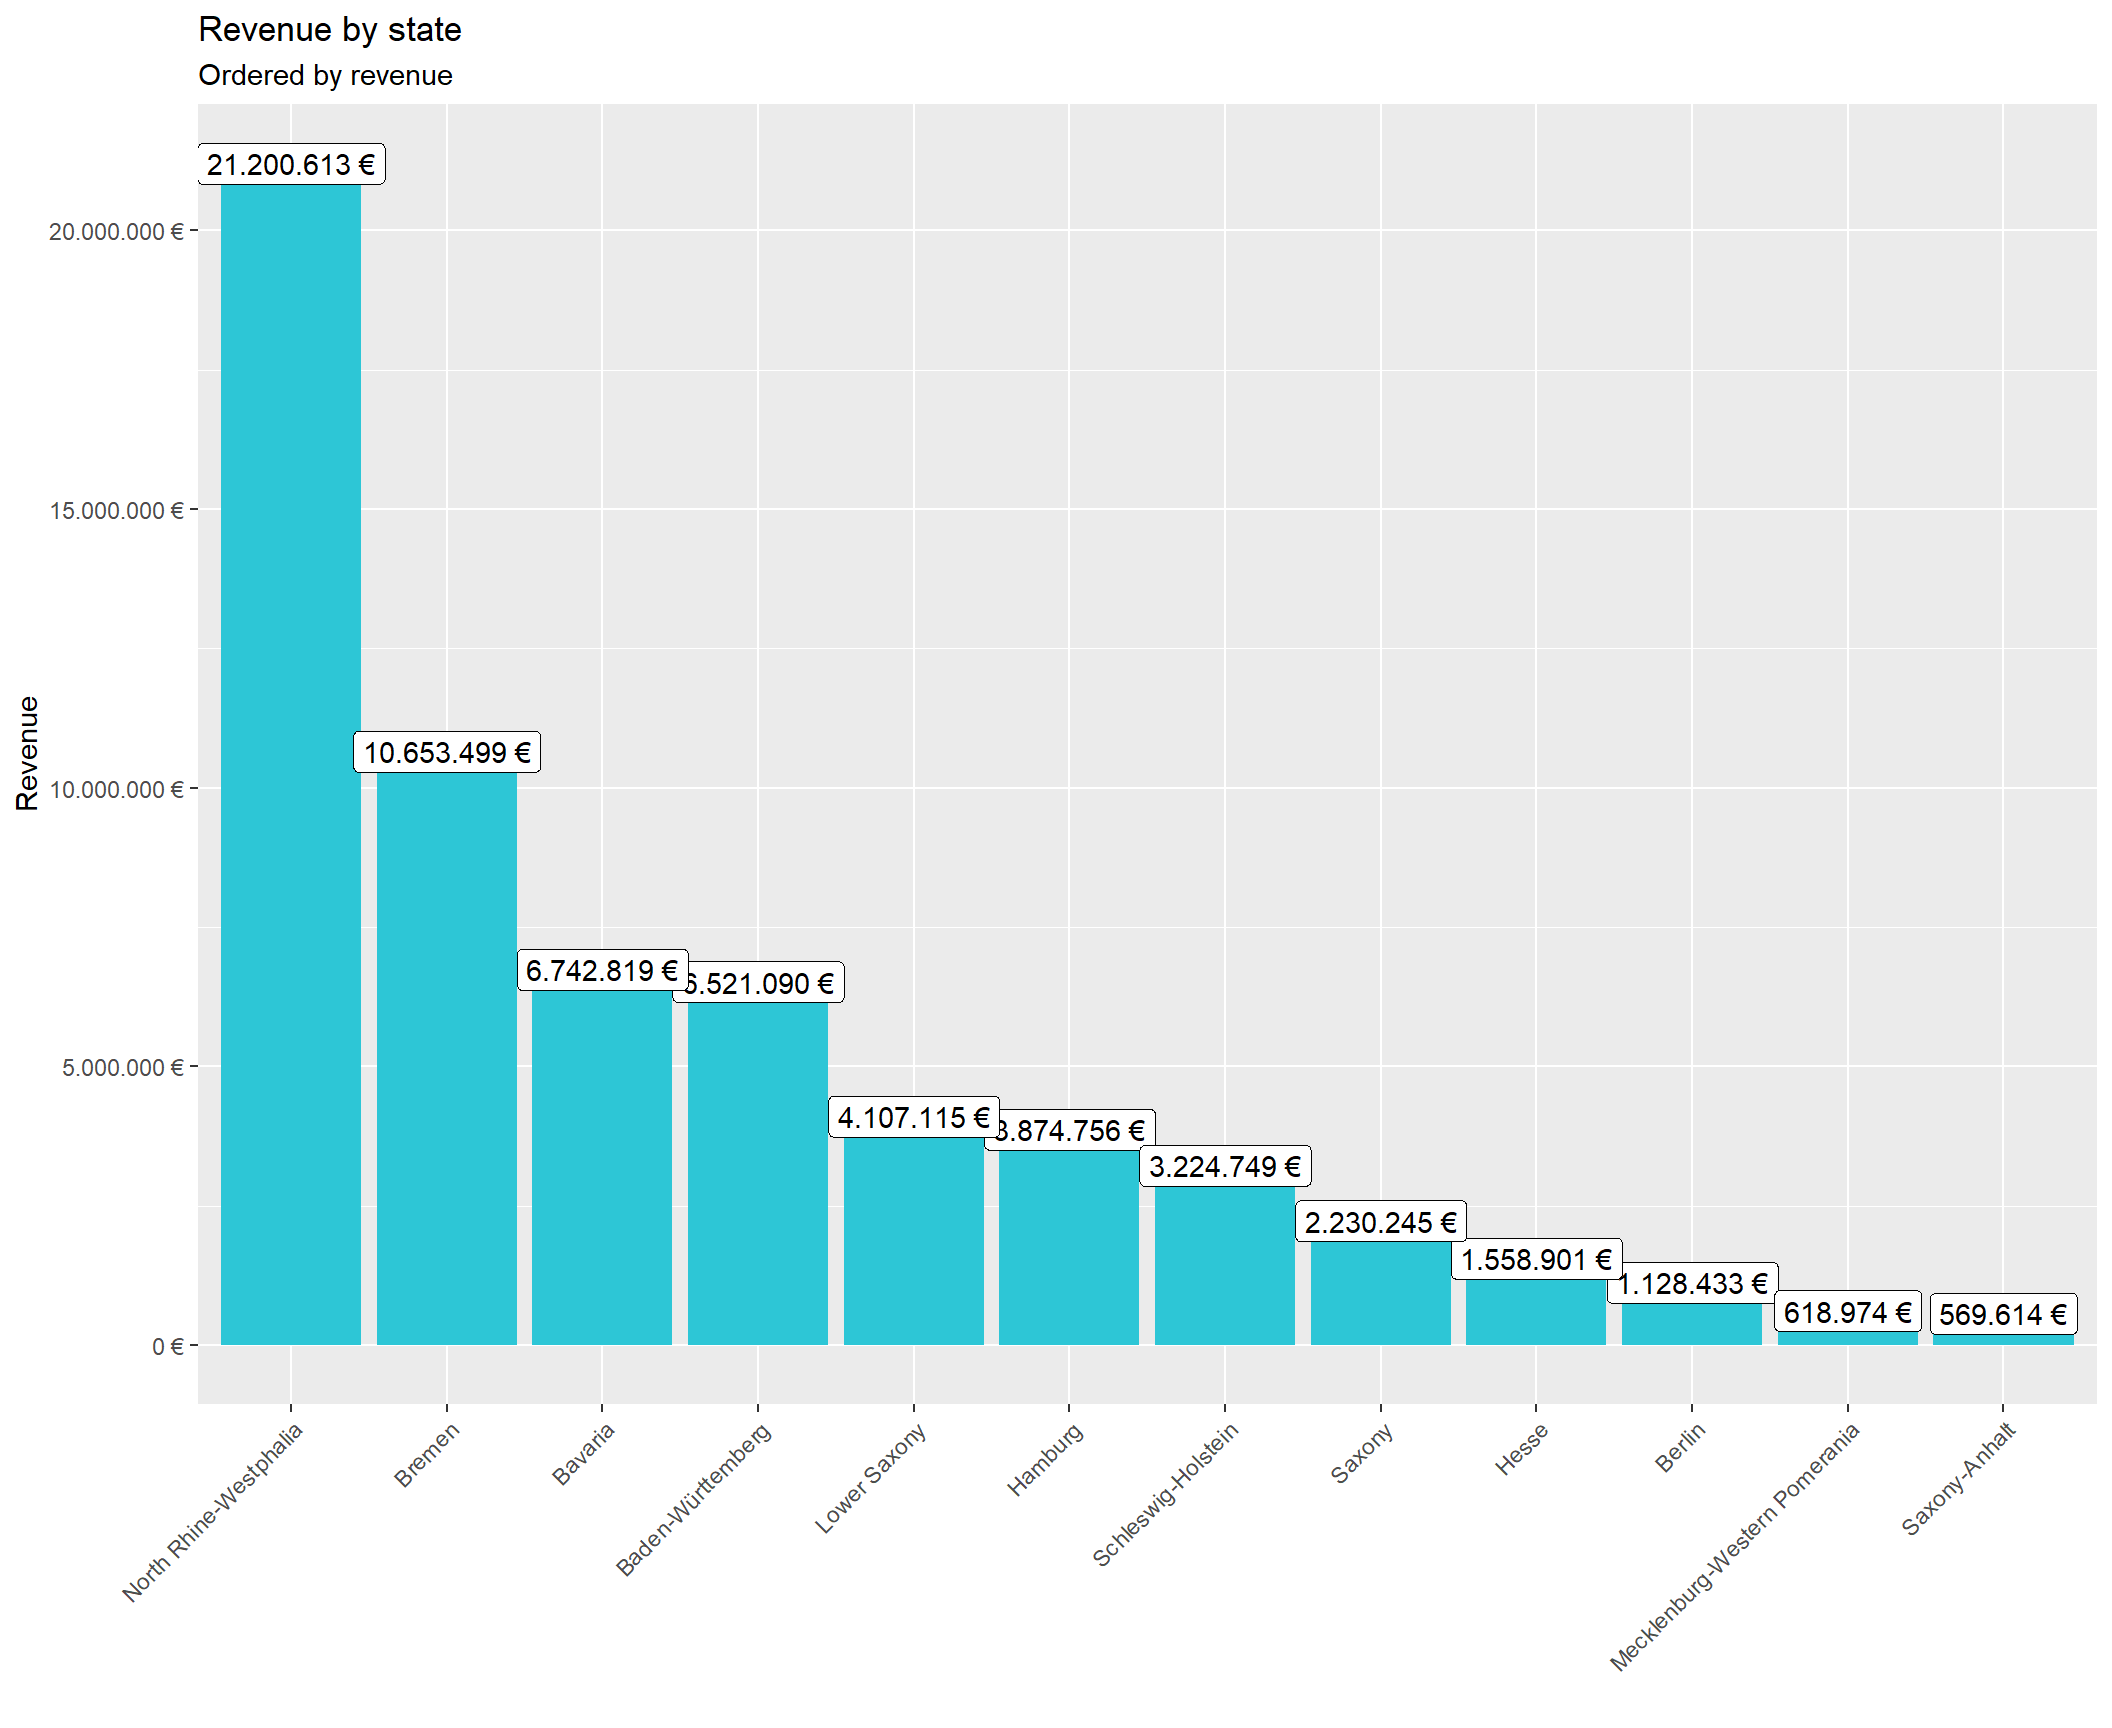 Revenue by state
Ordered by revenue
21.200.613 €
20.000.000 €
15.000.000 €
10.653.499 €
Revenue
10.000.000 €
6.742.819 €
6.521.090 €
5.000.000 €
4.107.115 €
3.874.756 €
3.224.749 €
2.230.245 €
1.558.901 €
1.128.433 €
618.974 €
569.614 €
0 €
North Rhine-Westphalia
Bremen
Bavaria
Baden-Württemberg
Lower Saxony
Hamburg
Schleswig-Holstein
Saxony
Hesse
Berlin
Mecklenburg-Western Pomerania
Saxony-Anhalt